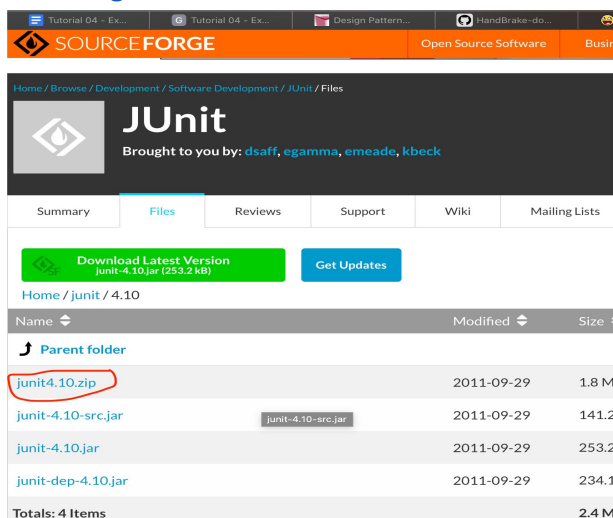 Tutorial 04 – Ex...
G Tutorial 04 – Ex...
Design Pattern...
HandBrake-do...
SOURCEFORGE
Open Source Software
Busin
Home / Browse / Development / Software Development / JUnit / Files
JUnit
Brought to you by: dsaff, egamma, emeade, kbeck
Summary
Files
Reviews
Support
Wiki
Mailing Lists
Download Latest Version
junit-4.10.jar (253.2 kB)
Get Updates
Home / junit / 4.10
Name
Modified
Size
Parent folder
junit4.10.zip 2011-09-29 1.8 M
junit-4.10-src.jar junit-4.10-src.jar 2011-09-29 141.2
junit-4.10.jar 2011-09-29 253.2
junit-dep-4.10.jar 2011-09-29 234.1
Totals: 4 Items 2.4 M